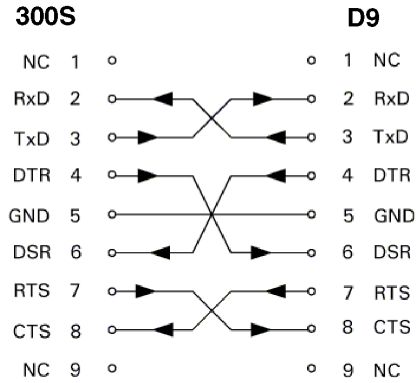 300S D9
NC 1 1 NC
RxD 2 2 RxD
TxD 3 3 TxD
DTR 4 4 DTR
GND 5 5 GND
DSR 6 6 DSR
RTS 7 7 RTS
CTS 8 8 CTS
NC 9 9 NC